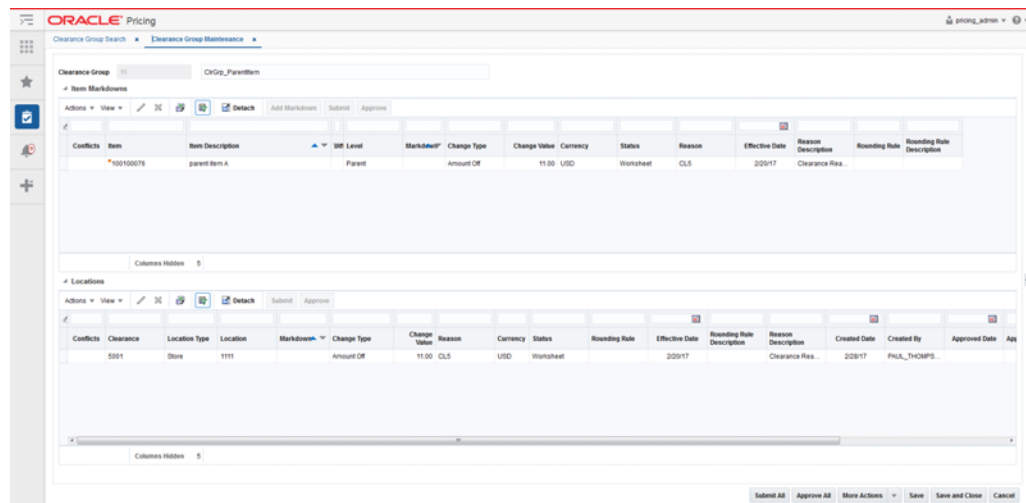 ORACLE Pricing
pricing_admin
Clearance Group Search Clearance Group Maintenance
Clearance Group 11 ClrGrp_ParentItem
Item Markdowns
Actions View Detach Add Markdown Submit Approve
Conflicts Item Item Description Diff Level Markdown Change Type Change Value Currency Status Reason Effective Date Reason Description Rounding Rule Rounding Rule Description
100100076 parent item A Parent Amount Off 11.00 USD Worksheet CL5 2/20/17 Clearance Rea...
Columns Hidden 5
Locations
Actions View Detach Submit Approve
Conflicts Clearance Location Type Location Markdown Change Type Change Value Reason Currency Status Rounding Rule Effective Date Rounding Rule Description Reason Description Created Date Created By Approved Date App
5001 Store 1111 Amount Off 11.00 CL5 USD Worksheet 2/20/17 Clearance Rea... 2/28/17 PAUL_THOMPS...
Columns Hidden 5
Submit All Approve All More Actions Save Save and Close Cancel